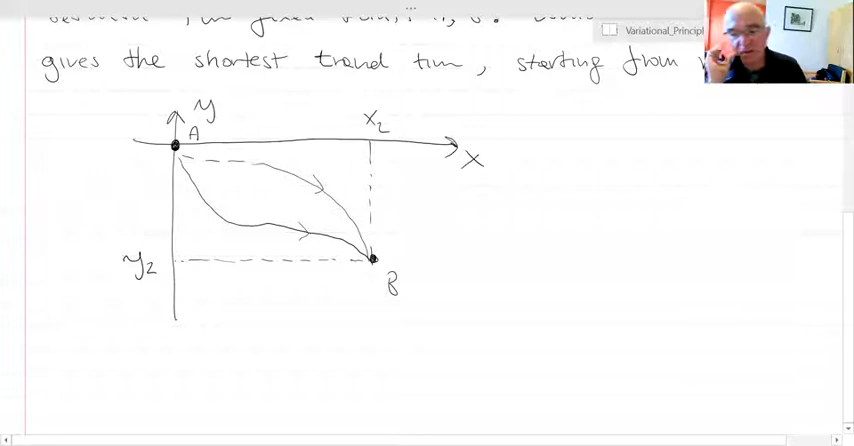 Variational_Principl
gives the shortest travel time, starting from
y
A
x2
x
y2
B